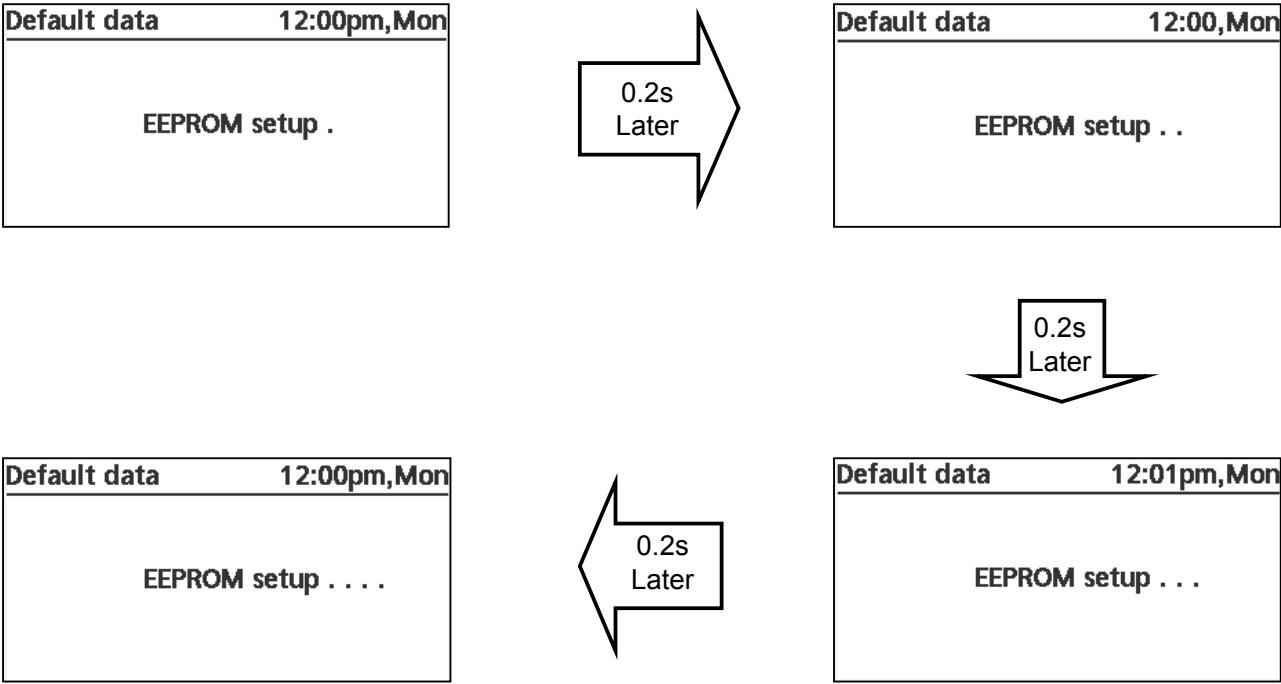 Default data 12:00pm,Mon
EEPROM setup .
0.2s
Later
Default data 12:00,Mon
EEPROM setup . .
0.2s
Later
Default data 12:01pm,Mon
EEPROM setup . . .
0.2s
Later
Default data 12:00pm,Mon
EEPROM setup . . . .